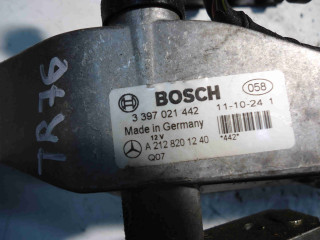 TR76
BOSCH 058
3 397 021 442 11-10-24 1
Made in Germany *442*
12 V
A 212 820 12 40
Q07